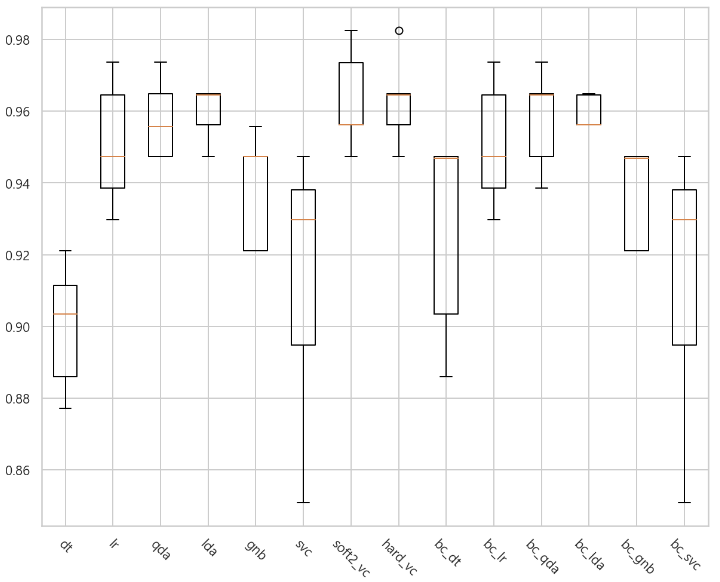 0.98
0.96
0.94
0.92
0.90
0.88
0.86
dt
lr
qda
lda
gnb
svc
soft2_vc
hard_vc
bc_dt
bc_lr
bc_qda
bc_lda
bc_gnb
bc_svc